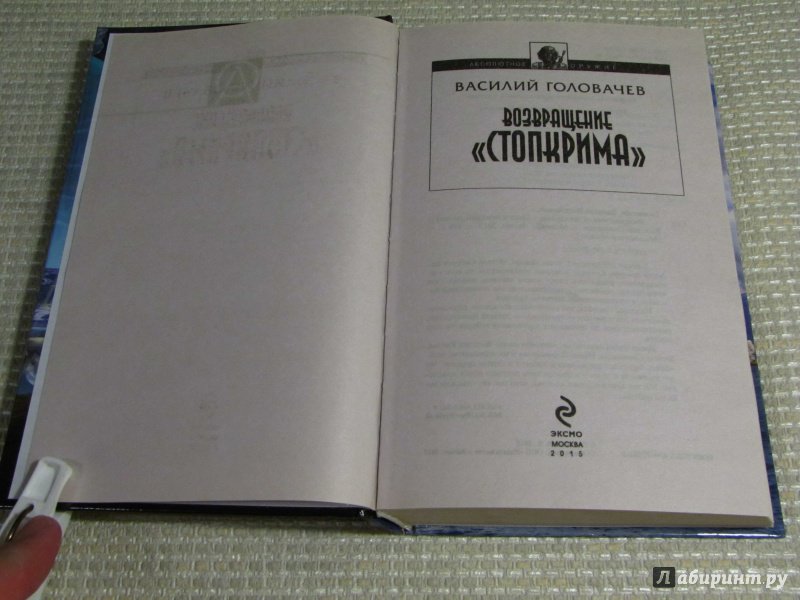 АБСОЛЮТНОЕ ОРУЖИЕ
ВАСИЛИЙ ГОЛОВАЧЕВ
ВОЗВРАЩЕНИЕ
«СТОПКРИМА»
ЭКСМО
МОСКВА
2015
Лабиринт.ру